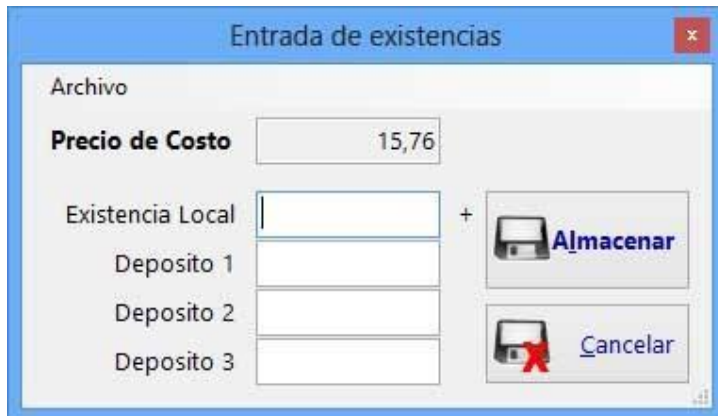 Entrada de existencias
x
Archivo
Precio de Costo 15,76
Existencia Local +
Almacenar
Deposito 1
Deposito 2
Cancelar
Deposito 3